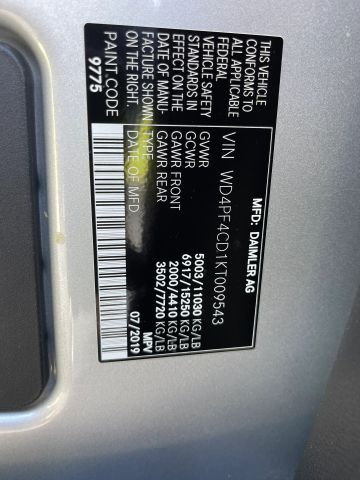 MFD: DAIMLER AG
VIN WD4PF4CD1KT009543
GVWR 5003/11030 KG/LB
GCWR 6917/15250 KG/LB
GAWR FRONT 2000/4410 KG/LB
GAWR REAR 3502/7720 KG/LB
TYPE: MPV
DATE OF MFD 07/2019
THIS VEHICLE
CONFORMS TO
ALL APPLICABLE
FEDERAL
VEHICLE SAFETY
STANDARDS IN
EFFECT ON THE
DATE OF MANU-
FACTURE SHOWN
ON THE RIGHT.
PAINT.CODE
9775